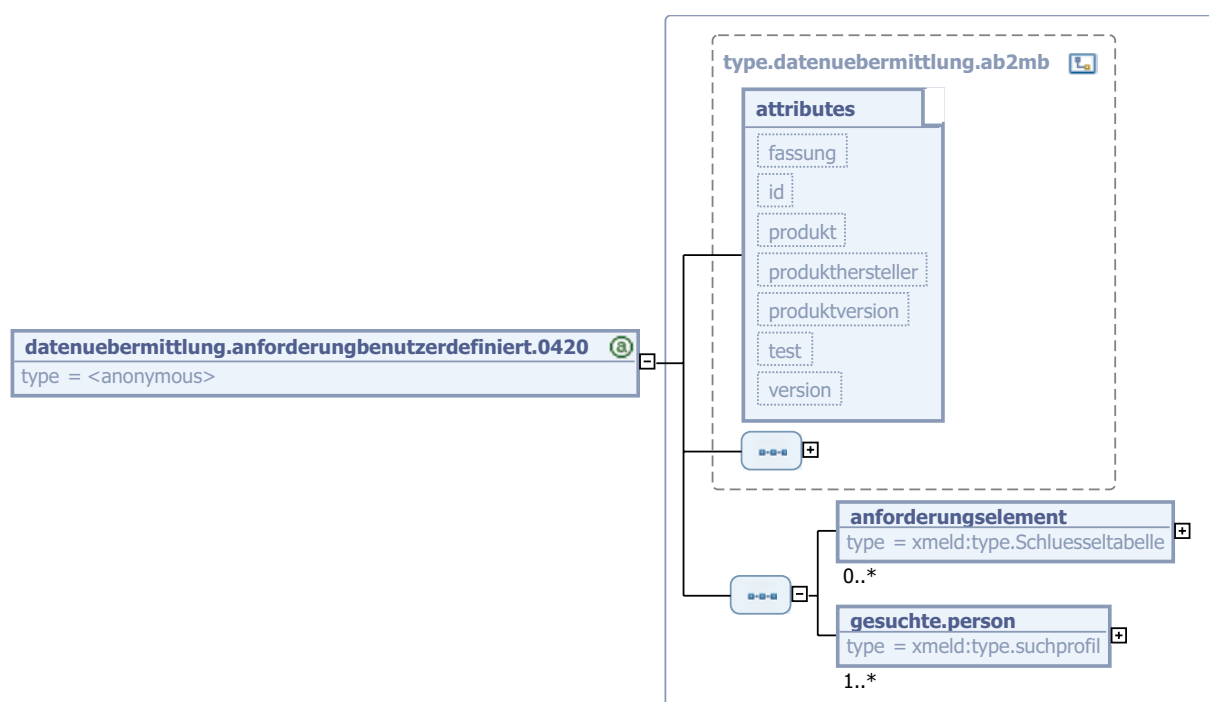 type.datenuebermittlung.ab2mb
attributes
fassung
id
produkt
produkthersteller
produktversion
test
version
datenuebermittlung.anforderungbenutzerdefiniert.0420 @
type = <anonymous>
anforderungselement
type = xmeld:type.Schluesseltabelle
0..*
gesuchte.person
type = xmeld:type.suchprofil
1..*